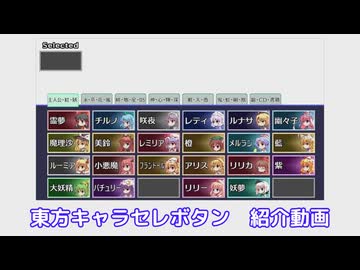 Selected
主人公・紅・妖
霊夢 チルノ 咲夜 レティ ルナサ 幽々子
魔理沙 美鈴 レミリア 橙 メルラン 藍
ルーミア 小悪魔 フランドール アリス リリカ 紫
大妖精 パチュリー リリー 妖夢
東方キャラセレボタン 紹介動画